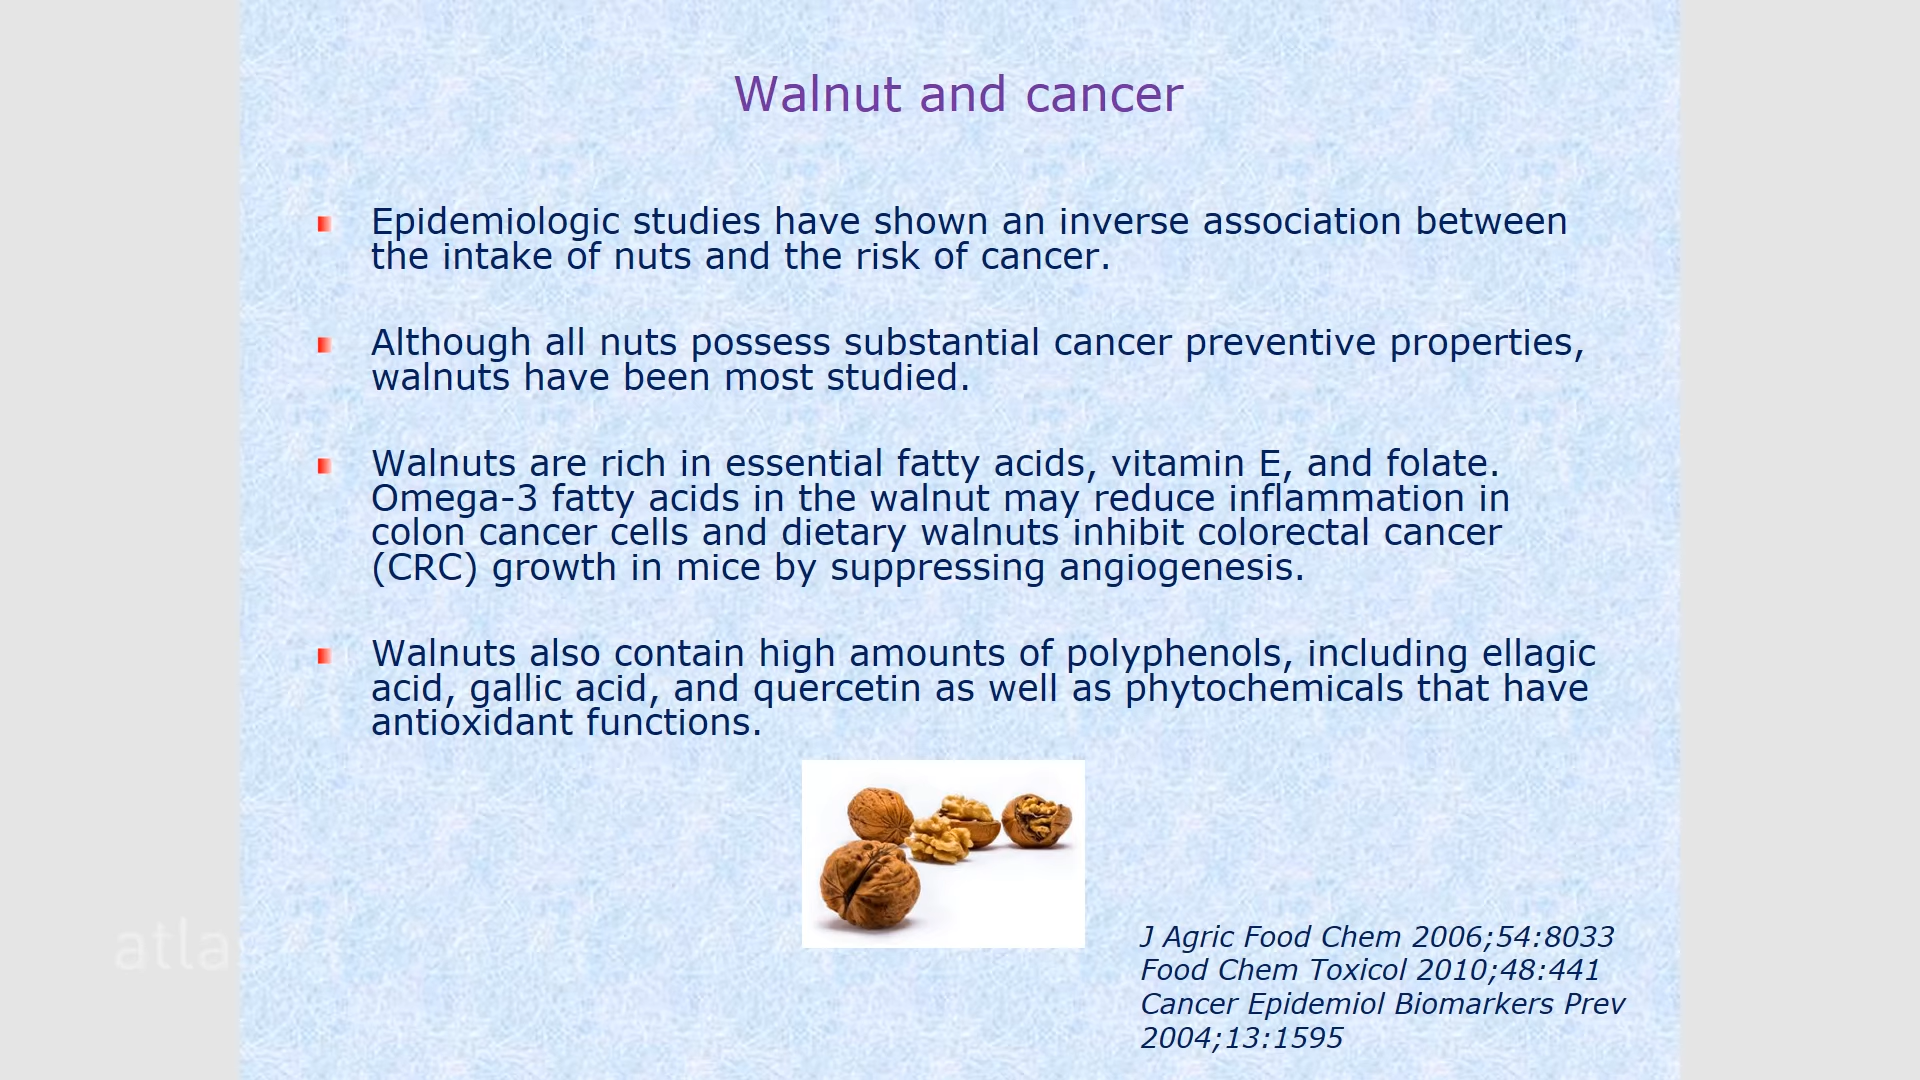 Walnut and cancer
Epidemiologic studies have shown an inverse association between
the intake of nuts and the risk of cancer.
Although all nuts possess substantial cancer preventive properties,
walnuts have been most studied.
Walnuts are rich in essential fatty acids, vitamin E, and folate.
Omega-3 fatty acids in the walnut may reduce inflammation in
colon cancer cells and dietary walnuts inhibit colorectal cancer
(CRC) growth in mice by suppressing angiogenesis.
Walnuts also contain high amounts of polyphenols, including ellagic
acid, gallic acid, and quercetin as well as phytochemicals that have
antioxidant functions.
J Agric Food Chem 2006;54:8033
Food Chem Toxicol 2010;48:441
Cancer Epidemiol Biomarkers Prev
2004;13:1595
atlas